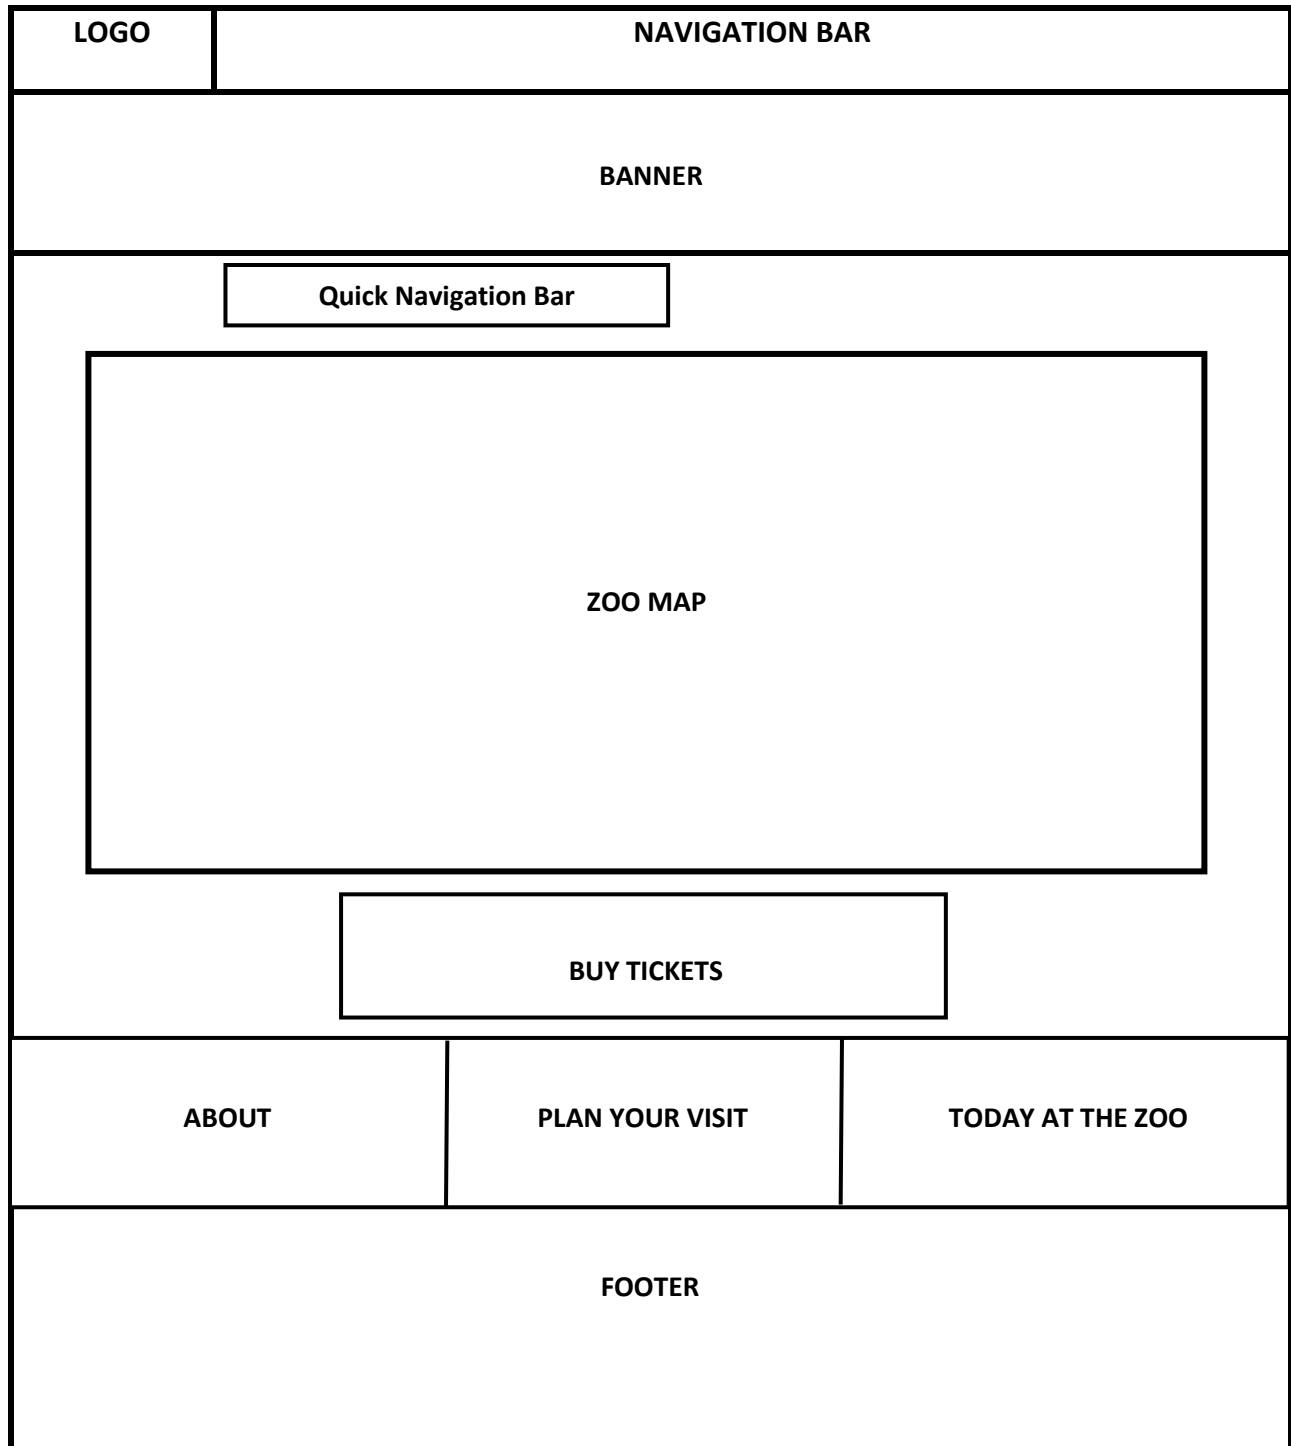 LOGO
NAVIGATION BAR
BANNER
Quick Navigation Bar
ZOO MAP
BUY TICKETS
ABOUT
PLAN YOUR VISIT
TODAY AT THE ZOO
FOOTER